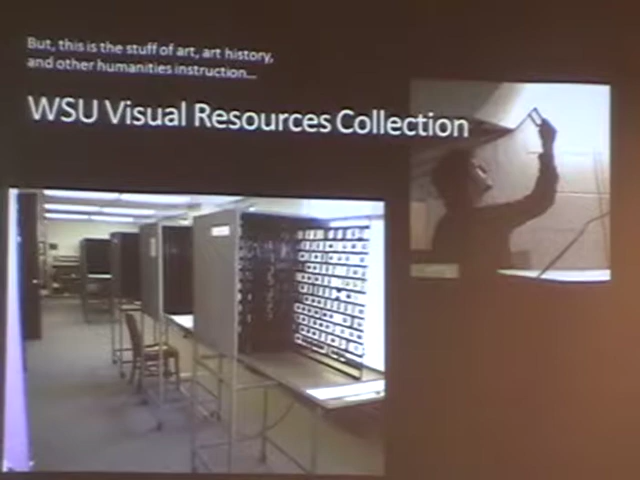 But, this is the stuff of art, art history,
and other humanities instruction...
WSU Visual Resources Collection